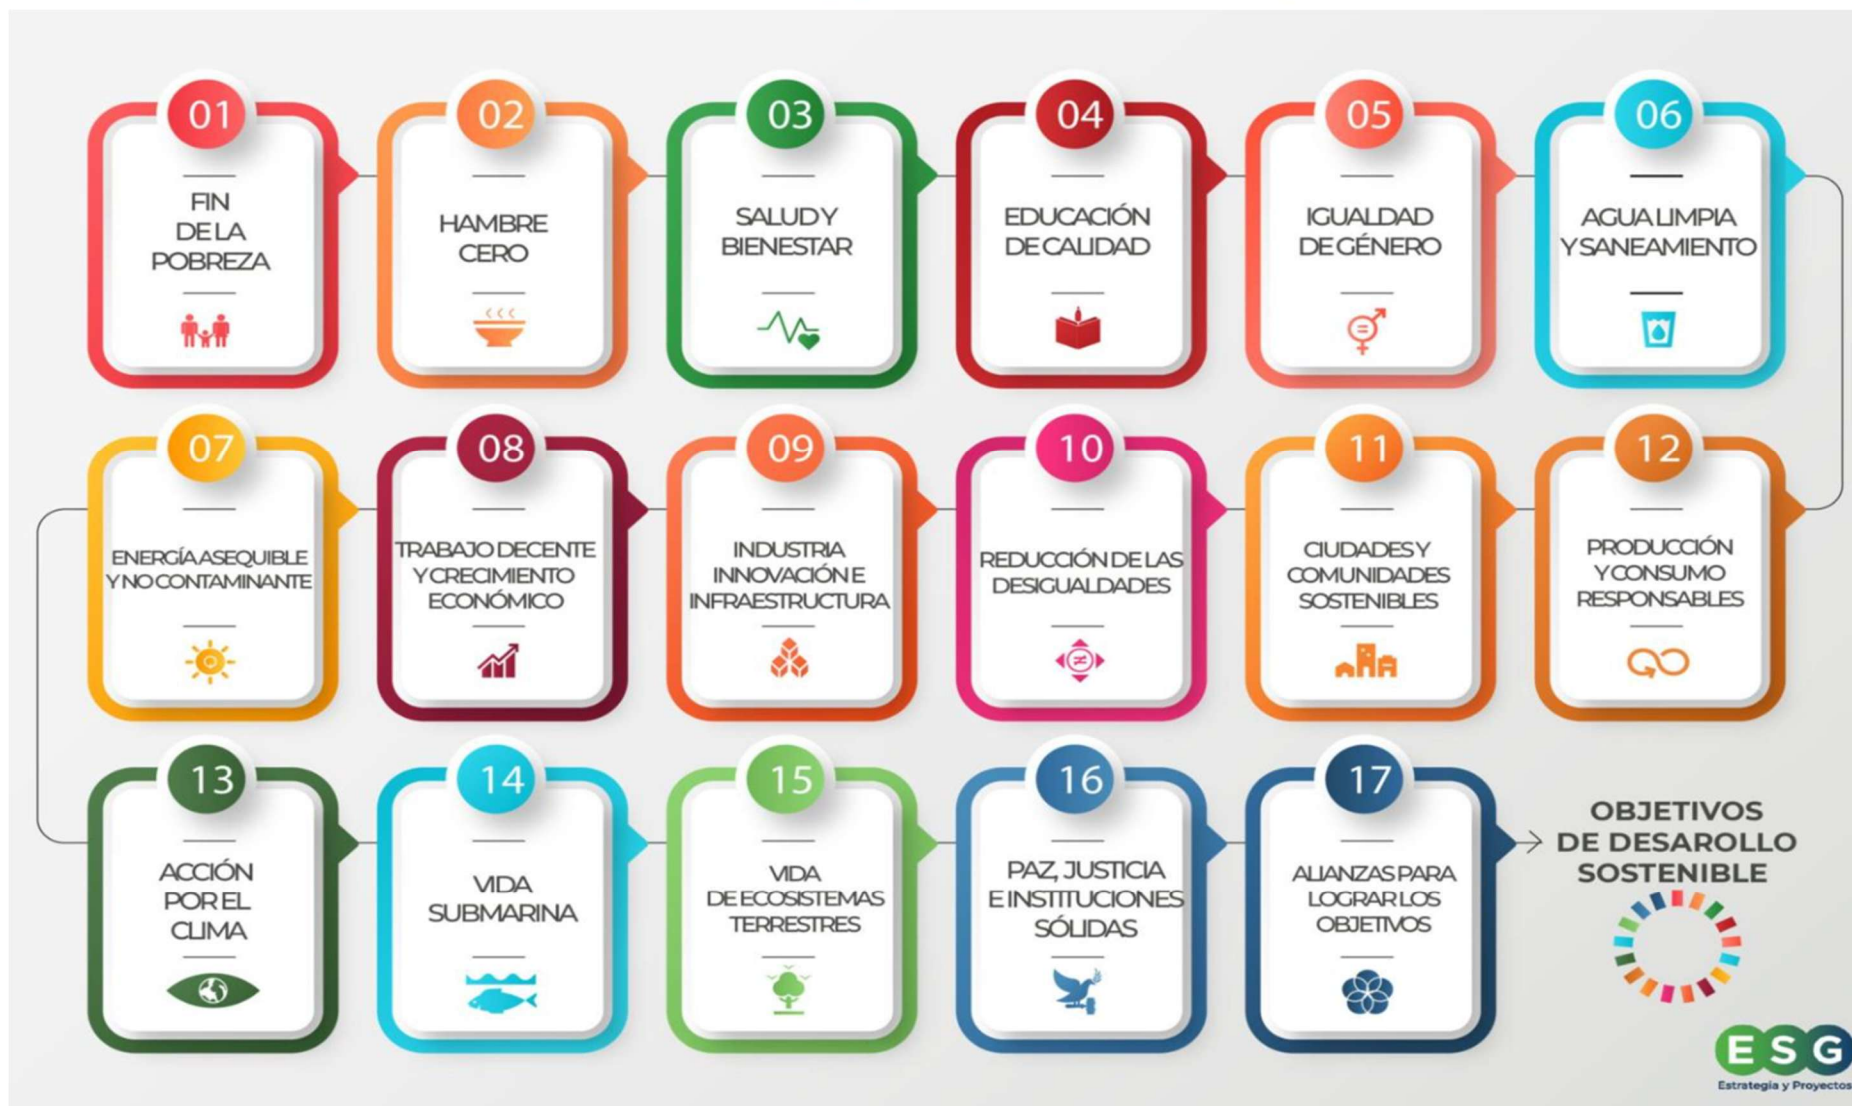 01
FIN
DE LA
POBREZA
02
HAMBRE
CERO
03
SALUD Y
BIENESTAR
04
EDUCACIÓN
DE CALIDAD
05
IGUALDAD
DE GÉNERO
06
AGUA LIMPIA
Y SANEAMIENTO
07
ENERGÍA ASEQUIBLE
Y NO CONTAMINANTE
08
TRABAJO DECENTE
Y CRECIMIENTO
ECONÓMICO
09
INDUSTRIA
INNOVACIÓN E
INFRAESTRUCTURA
10
REDUCCIÓN DE LAS
DESIGUALDADES
11
CIUDADES Y
COMUNIDADES
SOSTENIBLES
12
PRODUCCIÓN
Y CONSUMO
RESPONSABLES
13
ACCIÓN
POR EL
CLIMA
14
VIDA
SUBMARINA
15
VIDA
DE ECOSISTEMAS
TERRESTRES
16
PAZ, JUSTICIA
E INSTITUCIONES
SÓLIDAS
17
ALIANZAS PARA
LOGRAR LOS
OBJETIVOS
OBJETIVOS
DE DESAROLLO
SOSTENIBLE
ESG
Estrategia y Proyectos